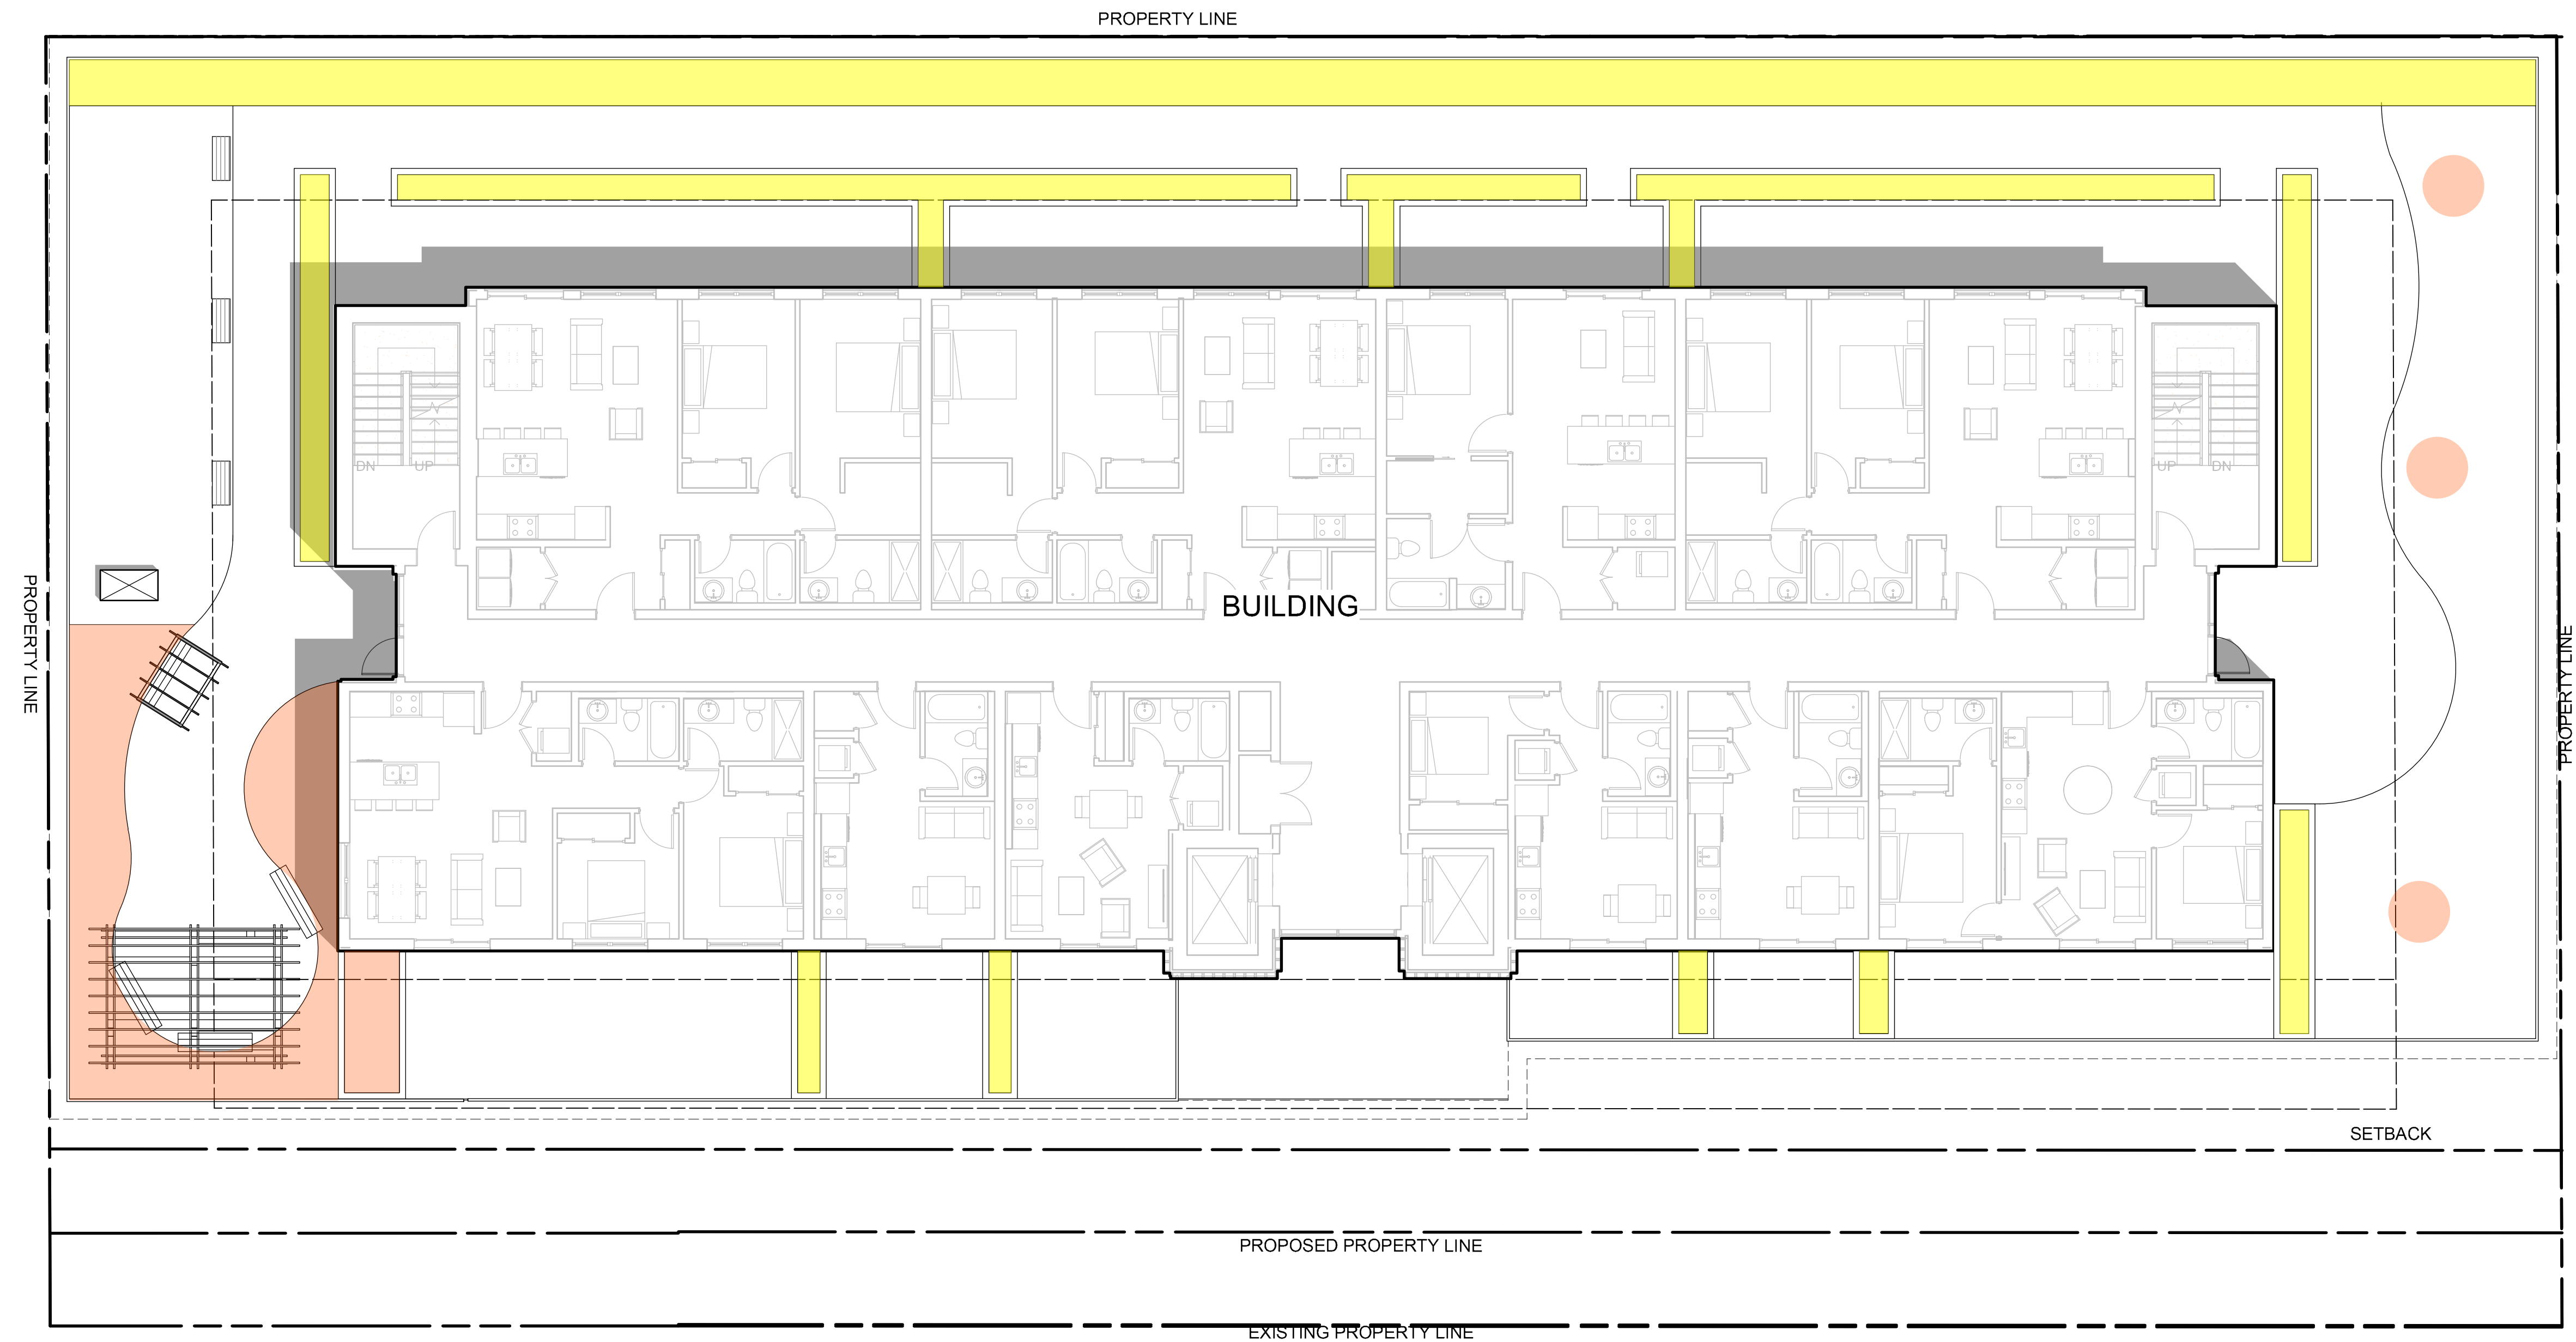 PROPERTY LINE
DN
UP
UP
DN
BUILDING
PROPERTY LINE
PROPERTY LINE
SETBACK
PROPOSED PROPERTY LINE
EXISTING PROPERTY LINE